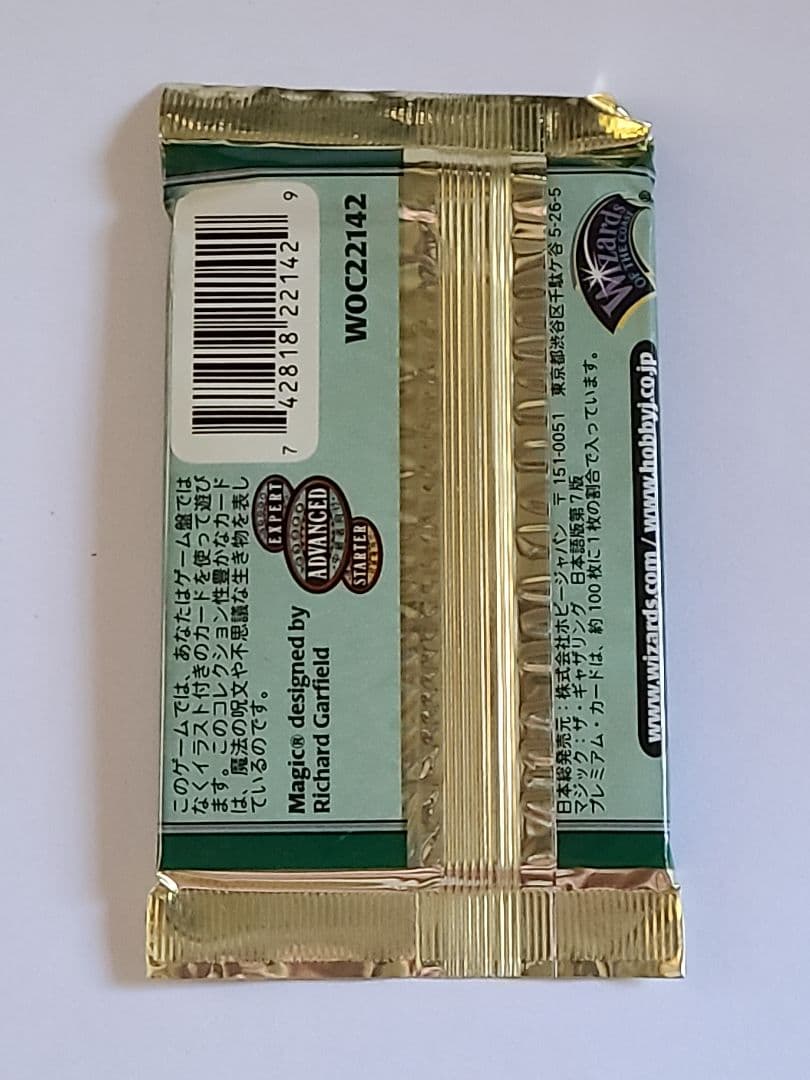 このゲームでは、あなたはゲーム盤では
なくイラスト付きのカードを使って遊び
ます。このコレクション性豊かなカード
は、魔法の呪文や不思議な生き物を表し
ているのです。
Magic® designed by
Richard Garfield
EXPERT
ADVANCED
STARTER
7 42818 22142 9
WOC22142
日本総発売元：株式会社ホビージャパン 〒151-0051 東京都渋谷区千駄ケ谷 5-26-5
マジック：ザ・ギャザリング 日本語版第7版
プレミアム・カードは、約 100 枚に 1 枚の割合で入っています。
www.wizards.com / www.hobbyj.co.jp
Wizards
OF THE COAST
®